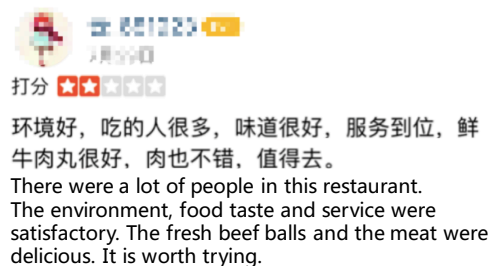 打分
环境好，吃的人很多，味道很好，服务到位，鲜
牛肉丸很好，肉也不错，值得去。
There were a lot of people in this restaurant.
The environment, food taste and service were
satisfactory. The fresh beef balls and the meat were
delicious. It is worth trying.